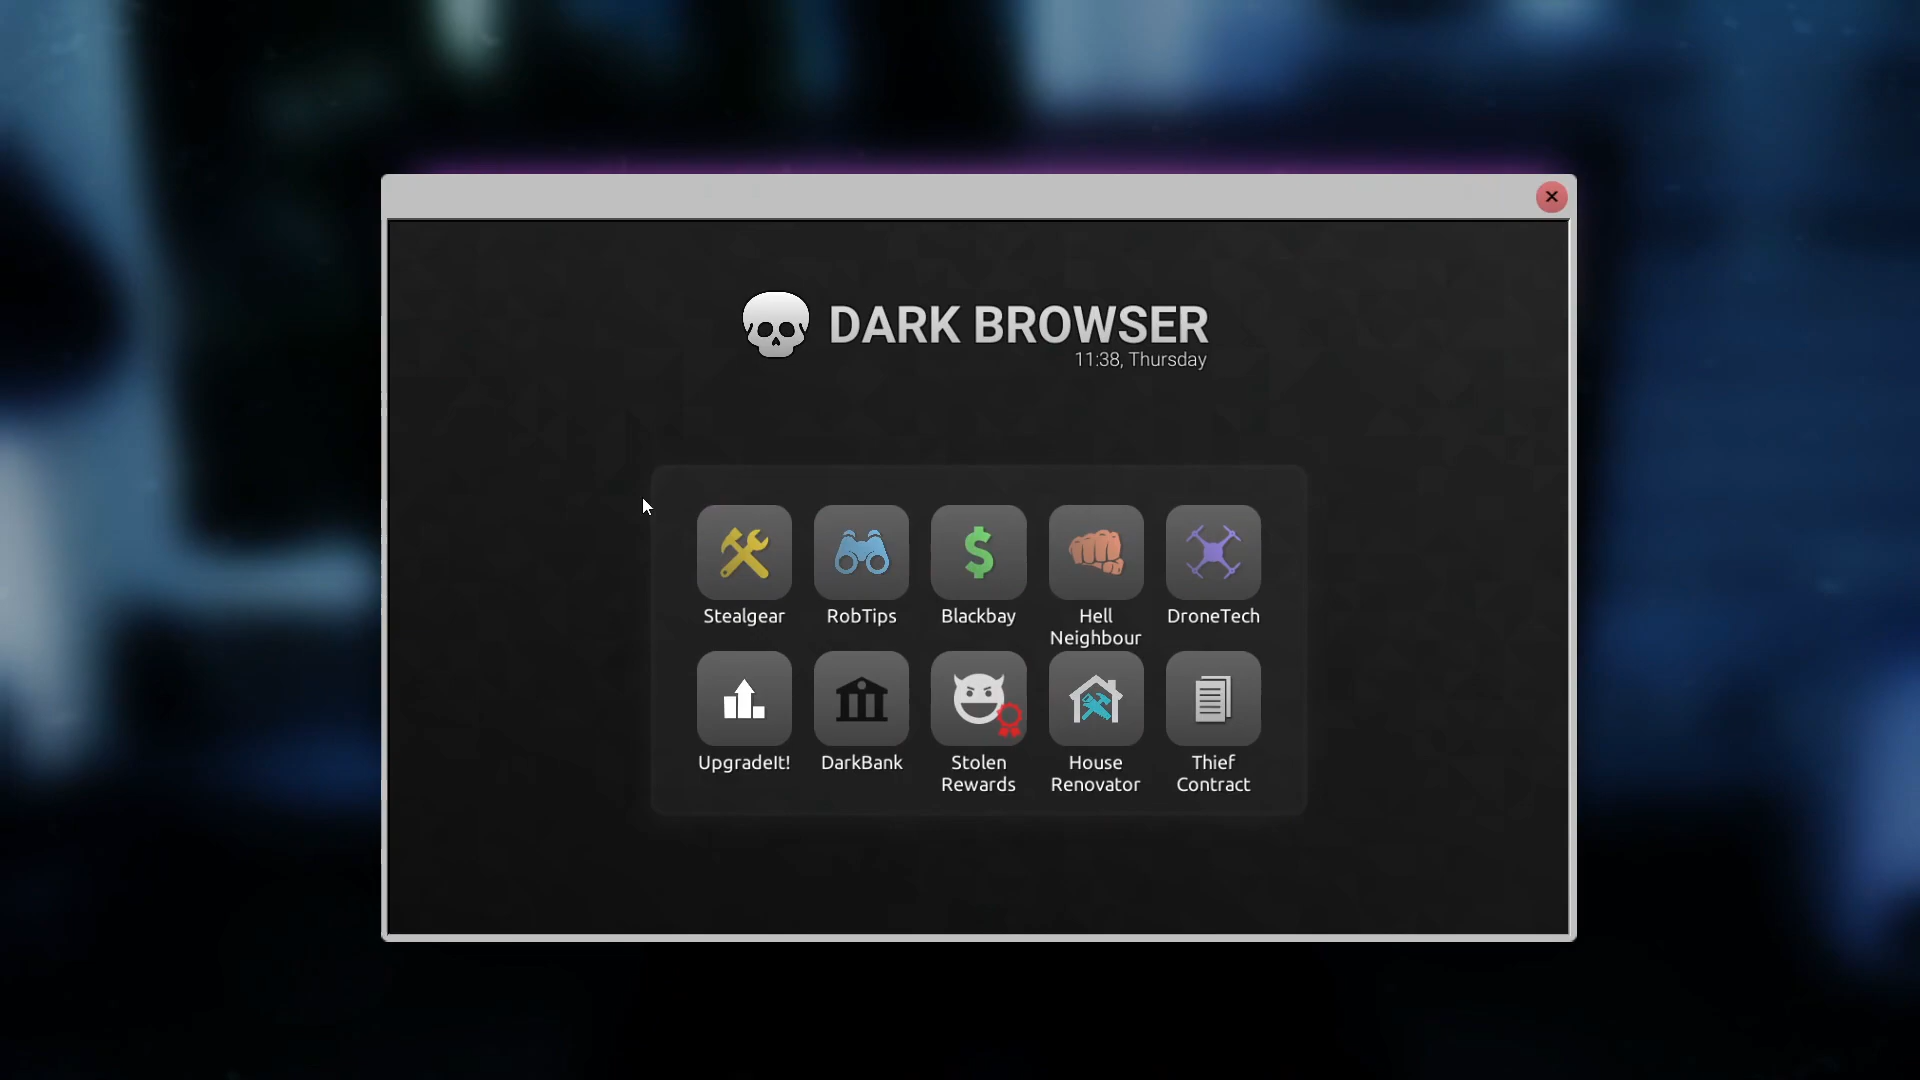 DARK BROWSER
11:38, Thursday
Stealgear
RobTips
Blackbay
Hell
Neighbour
DroneTech
UpgradeIt!
DarkBank
Stolen
Rewards
House
Renovator
Thief
Contract